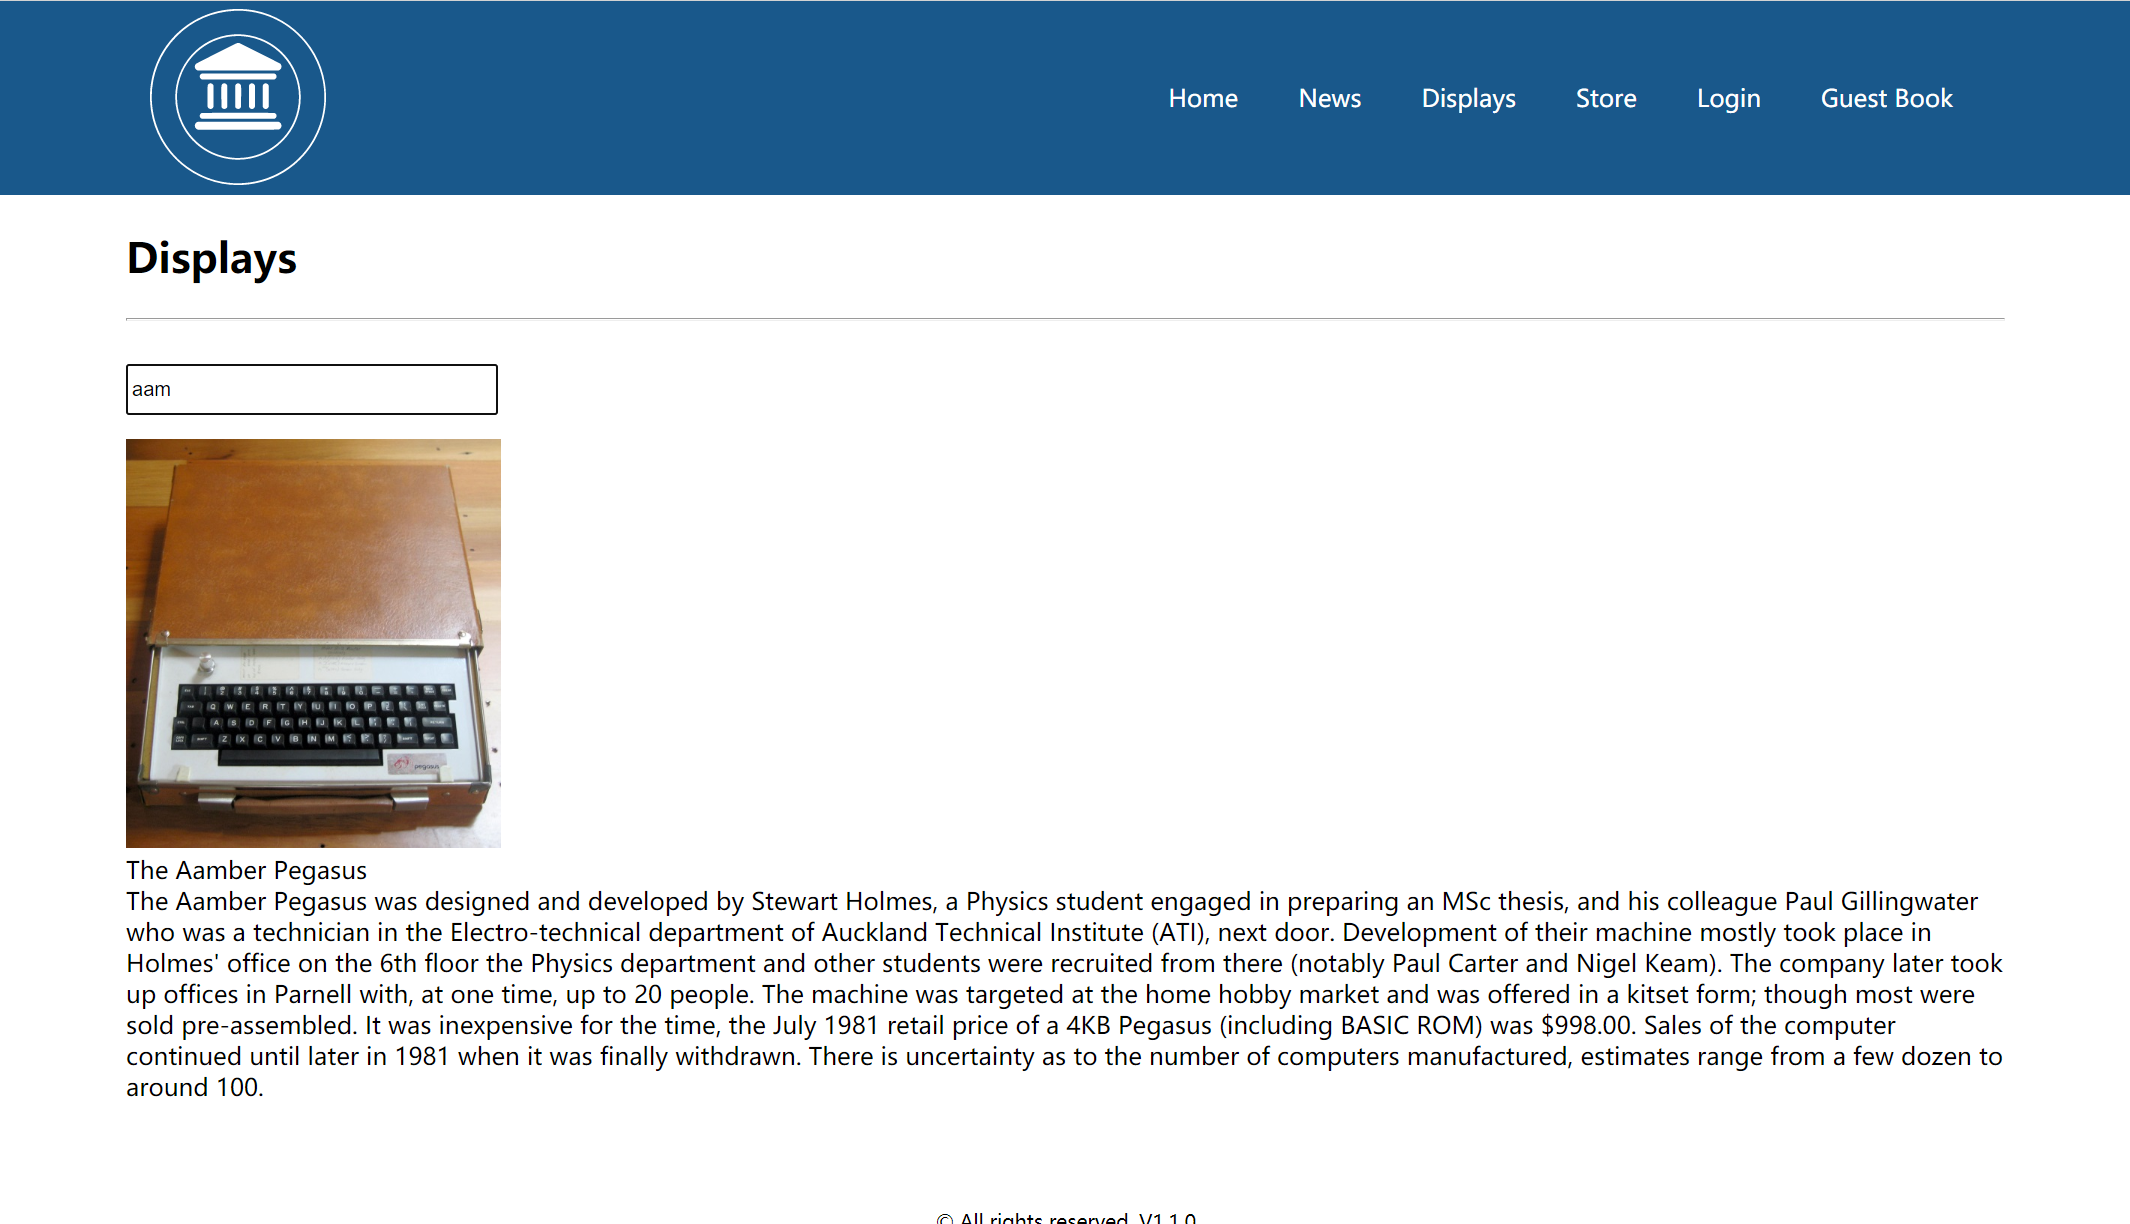 Home News Displays Store Login Guest Book
Displays
aam
Q W E R T Y U I O P
A S D F G H J K L
Z X C V B N M
pegasus
The Aamber Pegasus
The Aamber Pegasus was designed and developed by Stewart Holmes, a Physics student engaged in preparing an MSc thesis, and his colleague Paul Gillingwater
who was a technician in the Electro-technical department of Auckland Technical Institute (ATI), next door. Development of their machine mostly took place in
Holmes' office on the 6th floor the Physics department and other students were recruited from there (notably Paul Carter and Nigel Keam). The company later took
up offices in Parnell with, at one time, up to 20 people. The machine was targeted at the home hobby market and was offered in a kitset form; though most were
sold pre-assembled. It was inexpensive for the time, the July 1981 retail price of a 4KB Pegasus (including BASIC ROM) was $998.00. Sales of the computer
continued until later in 1981 when it was finally withdrawn. There is uncertainty as to the number of computers manufactured, estimates range from a few dozen to
around 100.
© All rights reserved. V1.1.0